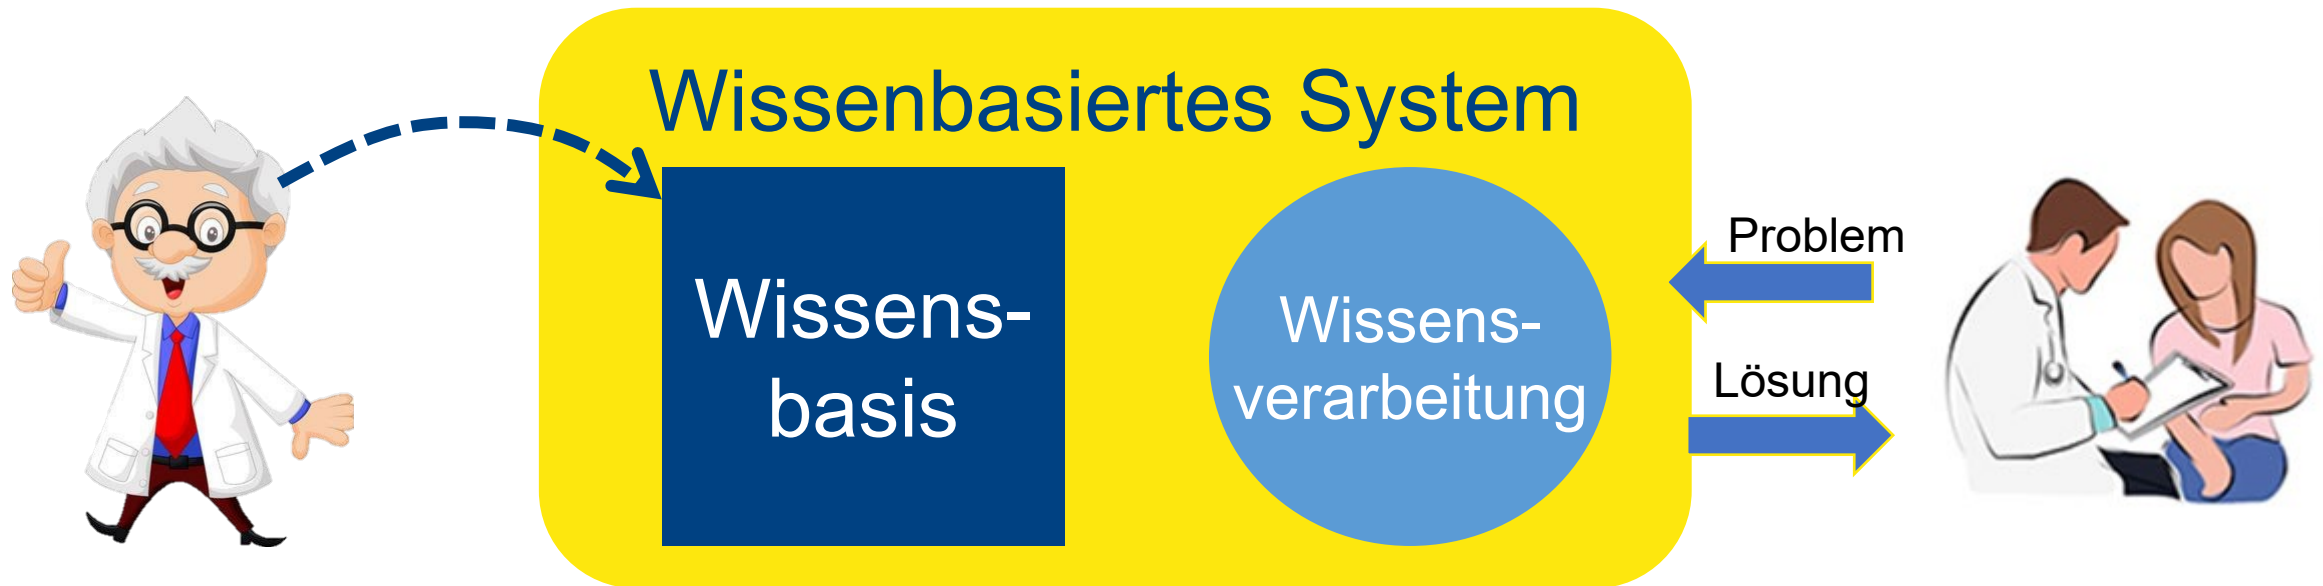 Wissenbasiertes System
Wissens-
basis
Wissens-
verarbeitung
Problem
Lösung